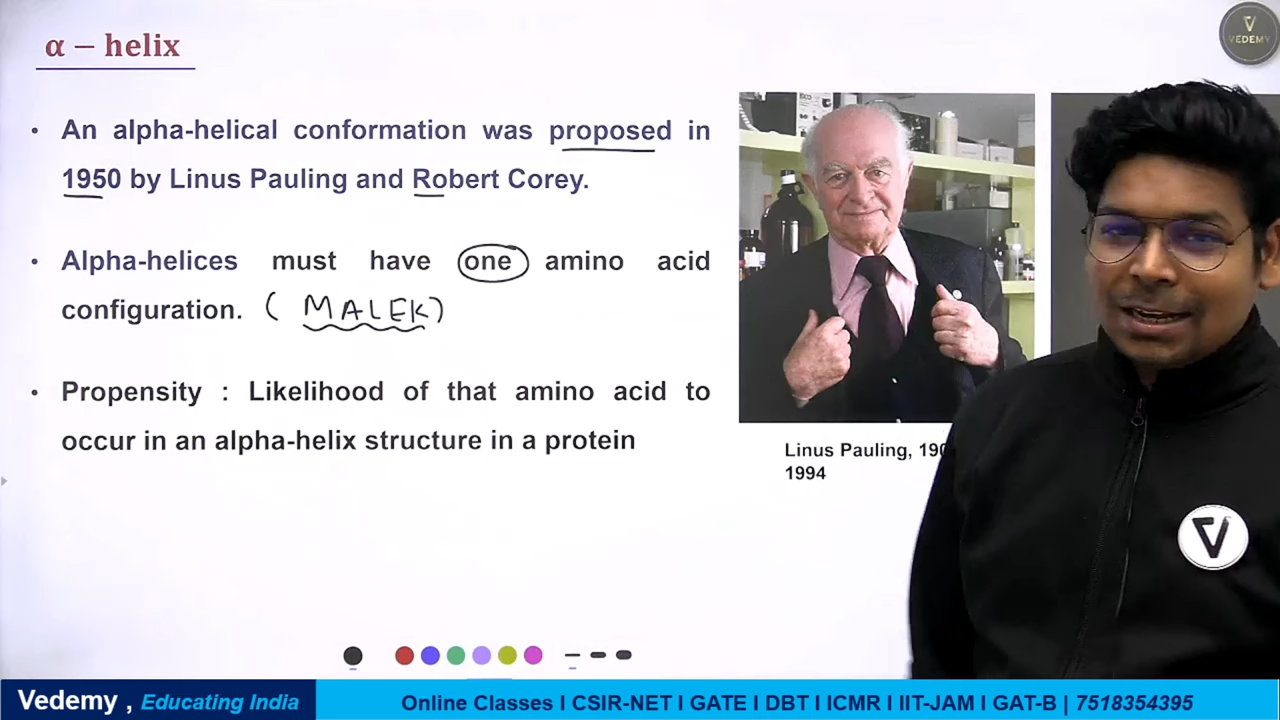 α – helix
VEDEMY
• An alpha-helical conformation was proposed in
1950 by Linus Pauling and Robert Corey.
• Alpha-helices must have one amino acid
configuration. ( MALEK )
• Propensity : Likelihood of that amino acid to
occur in an alpha-helix structure in a protein
Linus Pauling,
1994
Vedemy , Educating India
Online Classes I CSIR-NET I GATE I DBT I ICMR I IIT-JAM I GAT-B | 7518354395